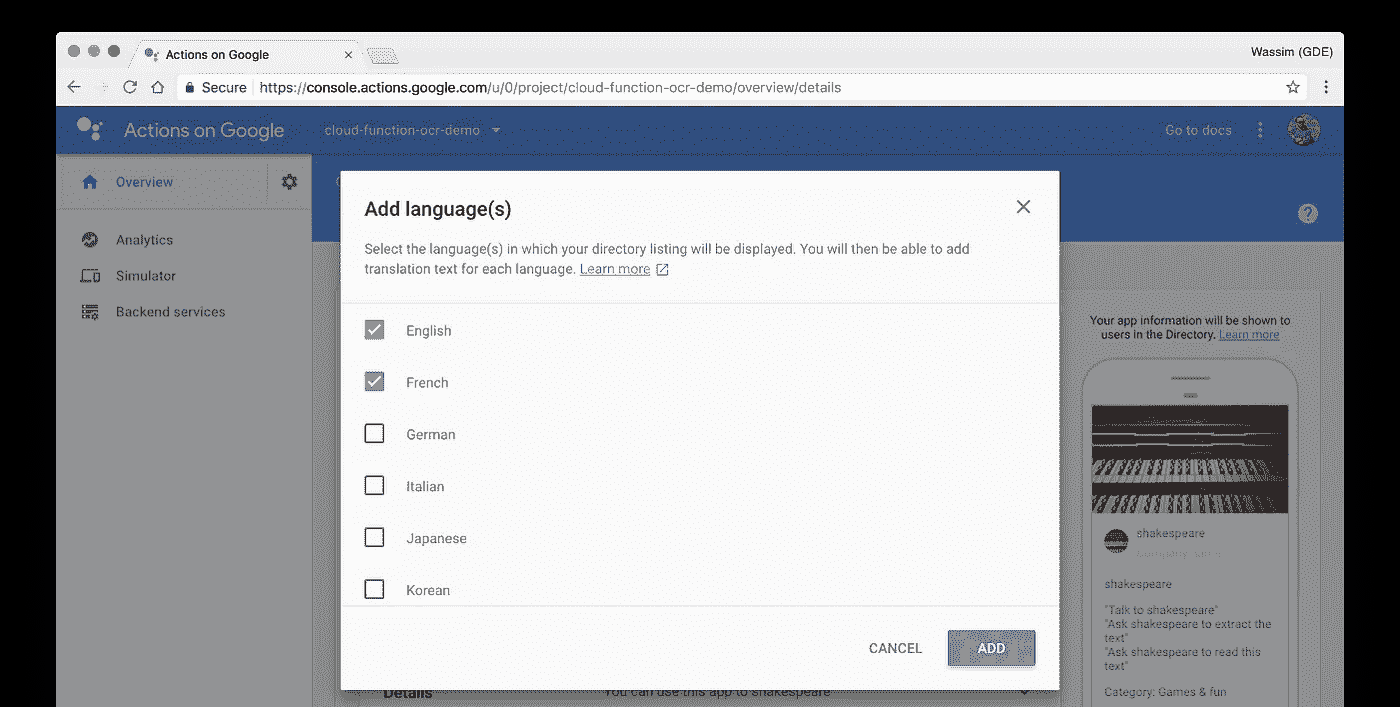 Actions on Google
Wassim (GDE)
Secure
https://console.actions.google.com/u/0/project/cloud-function-ocr-demo/overview/details
Actions on Google
cloud-function-ocr-demo
Go to docs
Overview
Analytics
Simulator
Backend services
Add language(s)
Select the language(s) in which your directory listing will be displayed. You will then be able to add
translation text for each language. Learn more
English
French
German
Italian
Japanese
Korean
CANCEL
ADD
Your app information will be shown to
users in the Directory. Learn more
shakespeare
shakespeare
"Talk to shakespeare"
"Ask shakespeare to extract the
text"
"Ask shakespeare to read this
text"
Category: Games & fun
Details
You can use this app to shakespeare